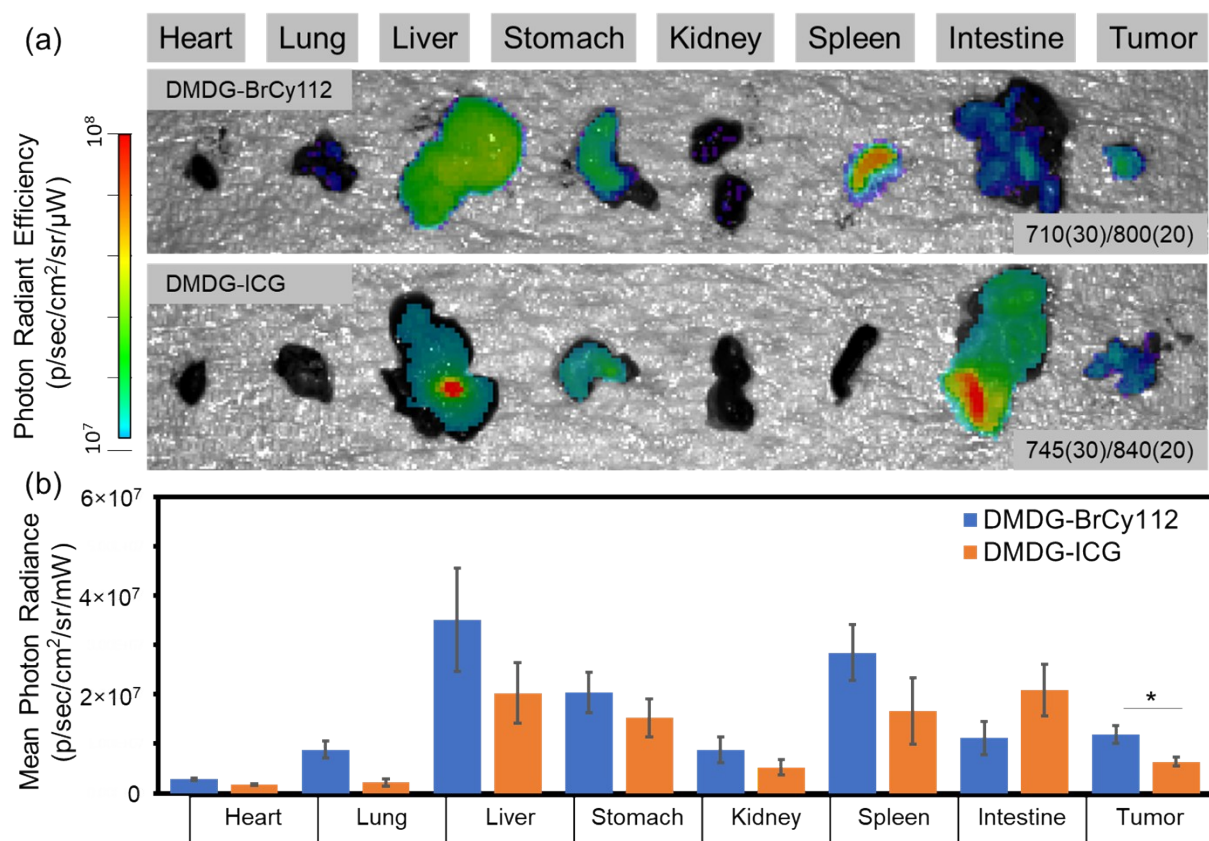 (a)
Heart Lung Liver Stomach Kidney Spleen Intestine Tumor
DMDG-BrCy112
710(30)/800(20)
DMDG-ICG
745(30)/840(20)
Photon Radiant Efficiency
(p/sec/cm²/sr/µW)
10⁸
10⁷
(b)
Mean Photon Radiance
(p/sec/cm²/sr/mW)
6×10⁷
4×10⁷
2×10⁷
0
DMDG-BrCy112
DMDG-ICG
*
Heart Lung Liver Stomach Kidney Spleen Intestine Tumor